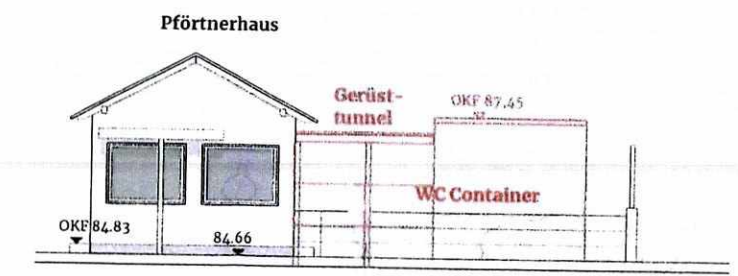 Pförtnerhaus
Gerüst-
tunnel
OKF 87.45
WC Container
OKF 84.83
84.66